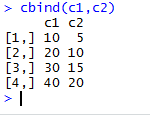 > cbind(c1,c2)
     c1 c2
[1,] 10  5
[2,] 20 10
[3,] 30 15
[4,] 40 20
>